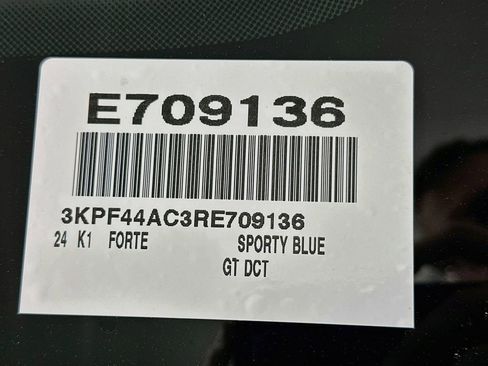 E709136
3KPF44AC3RE709136
24 K1 FORTE SPORTY BLUE
GT DCT